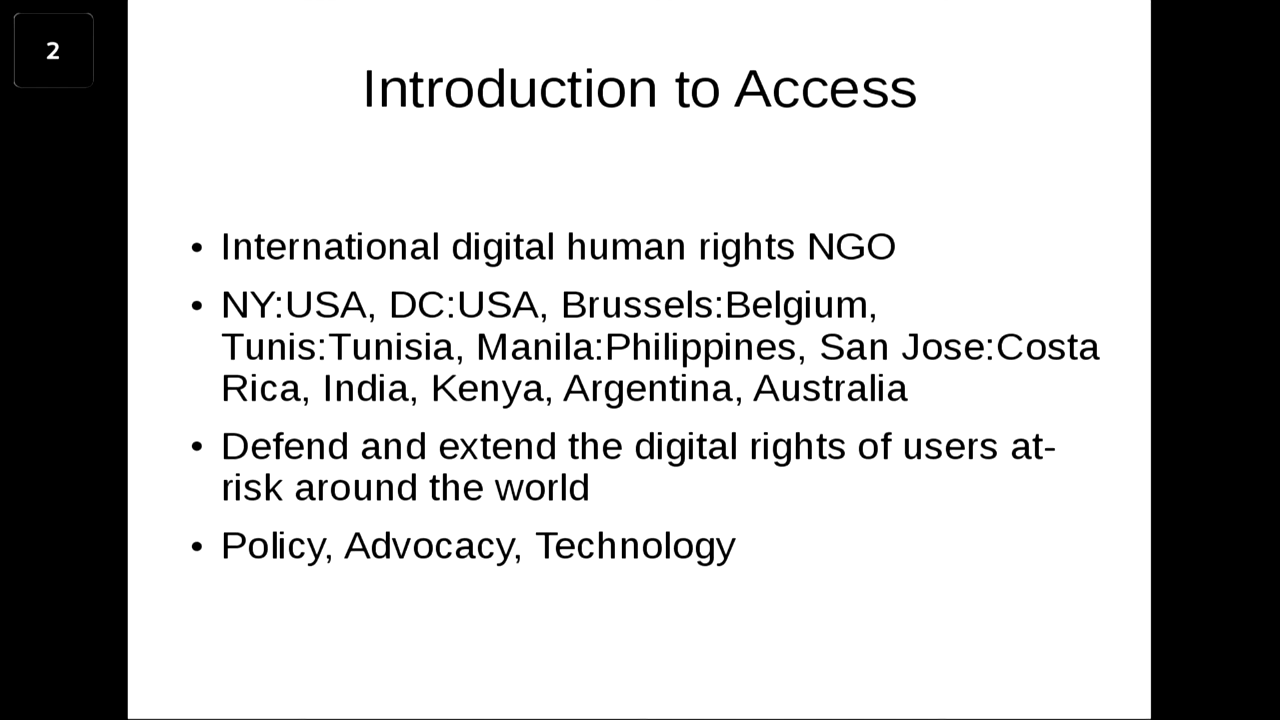 2
Introduction to Access
• International digital human rights NGO
• NY:USA, DC:USA, Brussels:Belgium,
Tunis:Tunisia, Manila:Philippines, San Jose:Costa
Rica, India, Kenya, Argentina, Australia
• Defend and extend the digital rights of users at-
risk around the world
• Policy, Advocacy, Technology